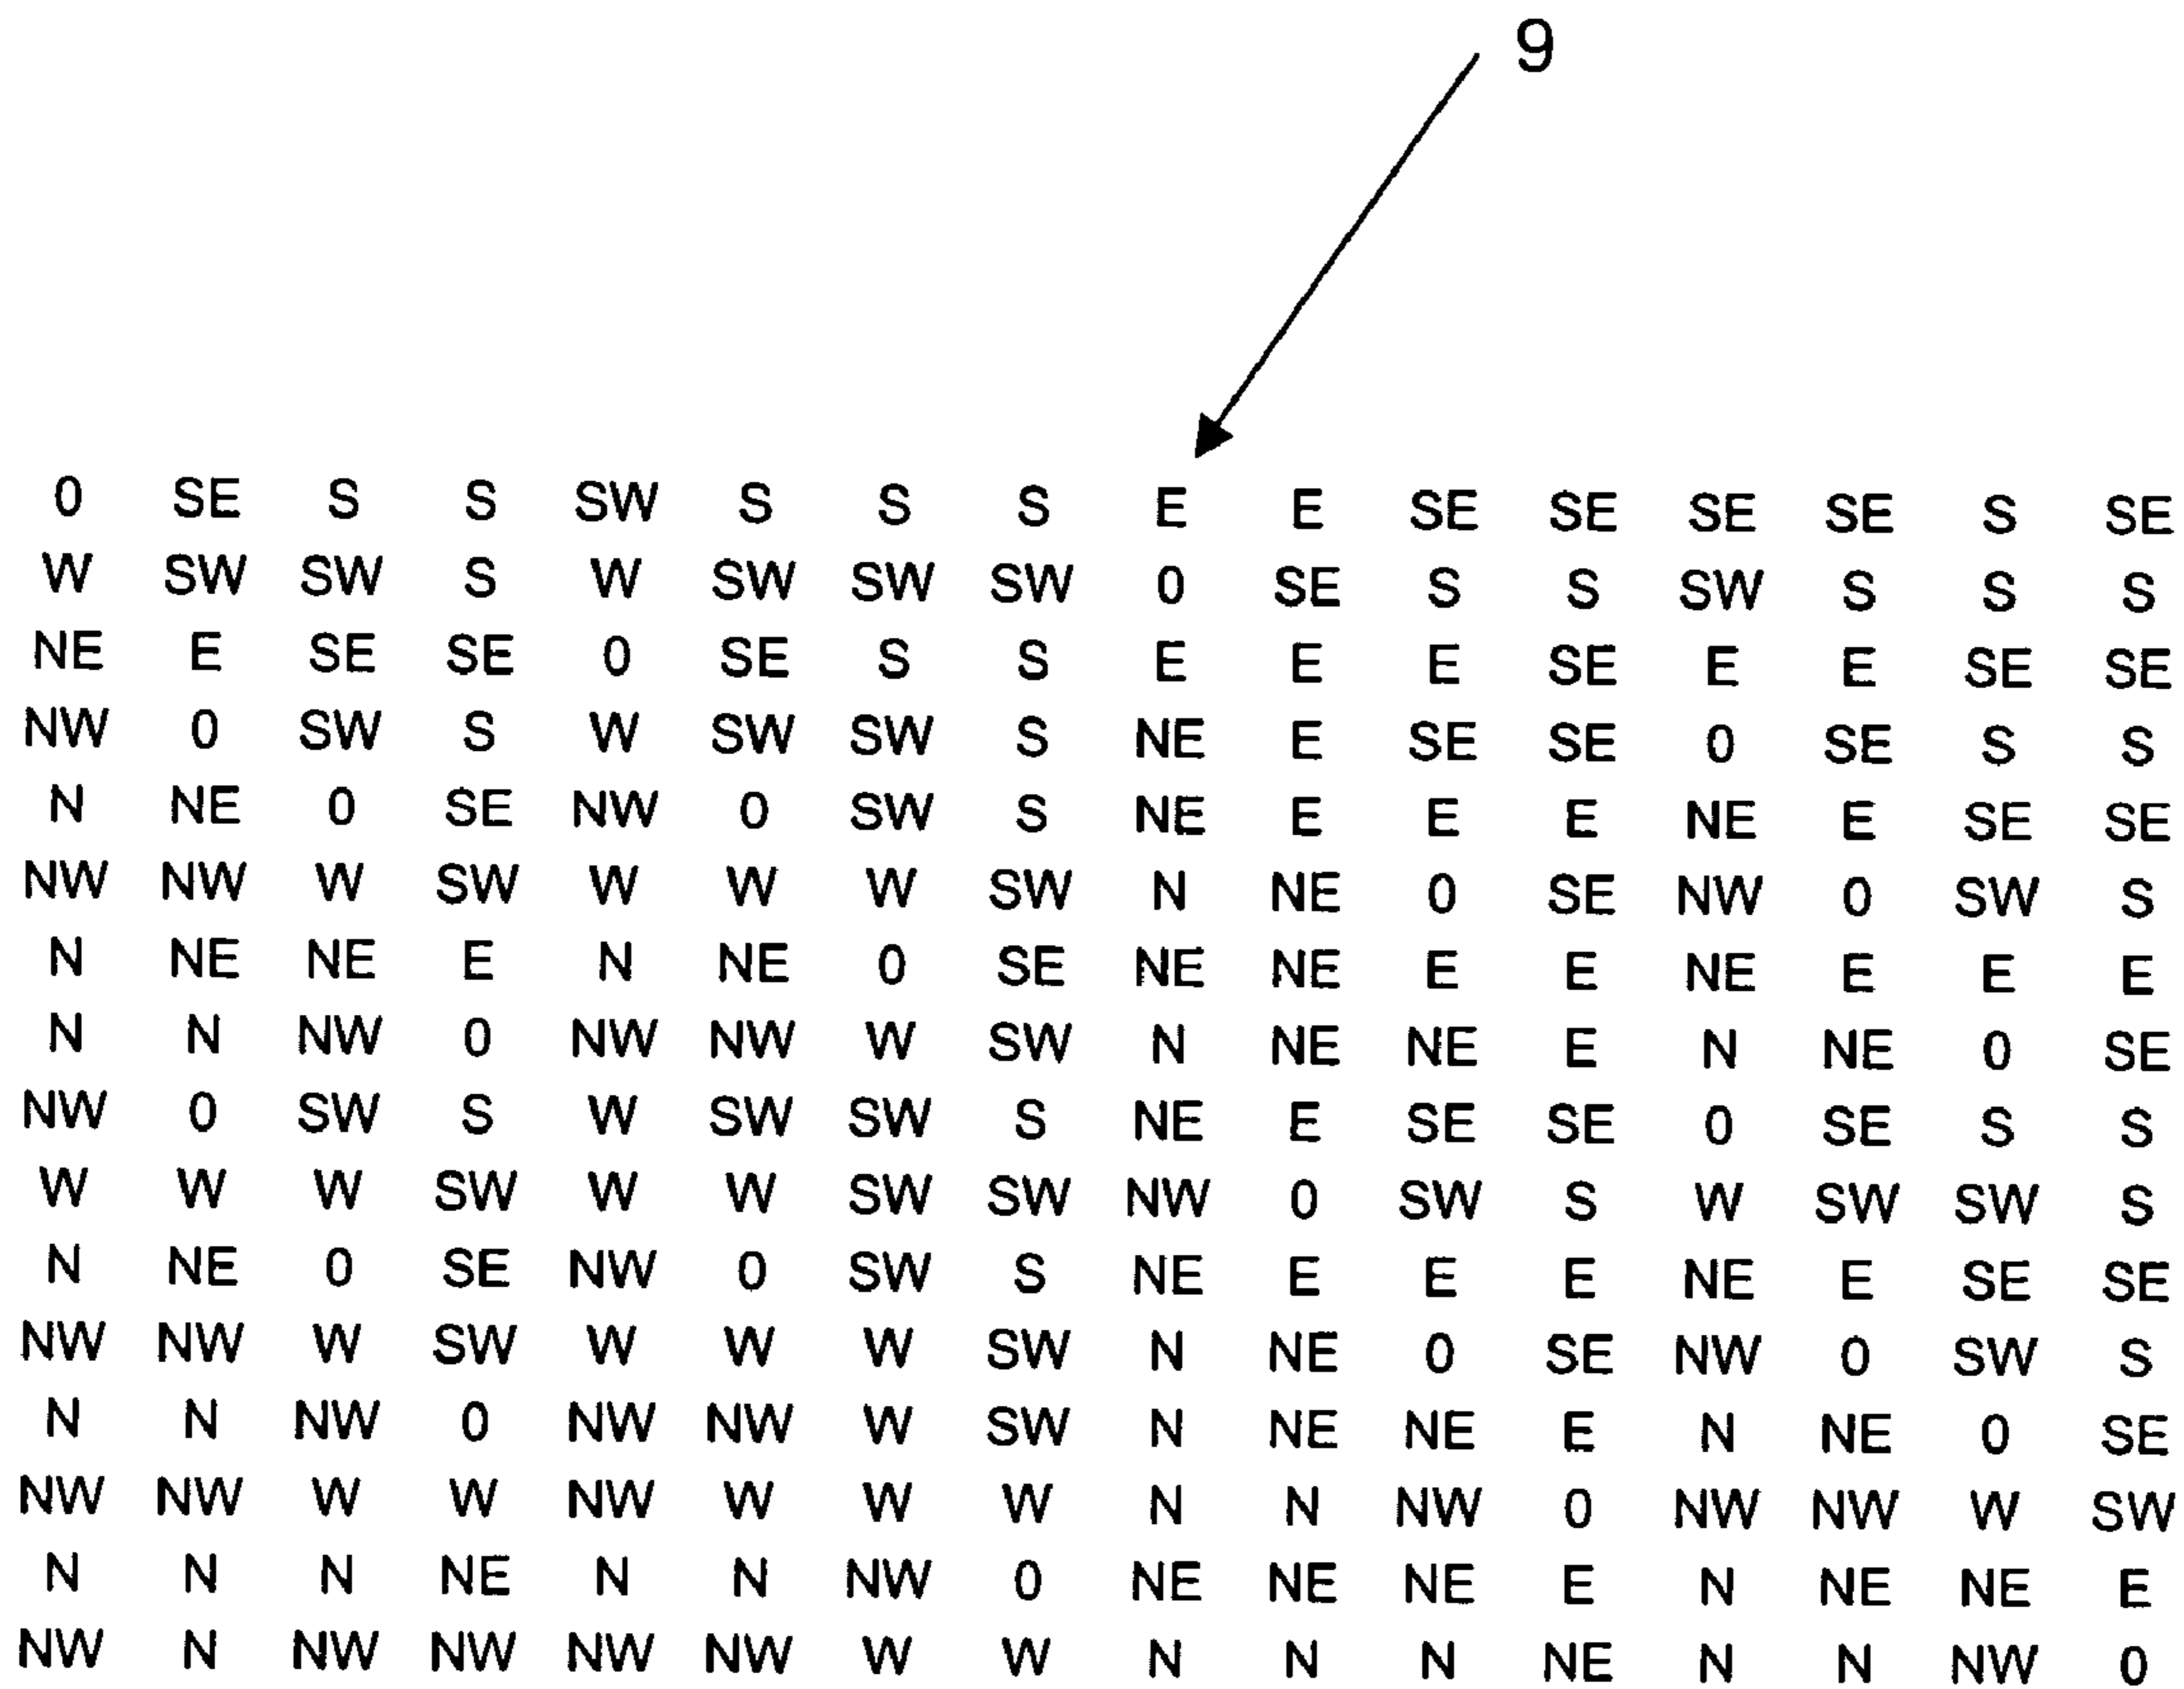 9
0 SE S S SW S S S E E SE SE SE SE S SE
W SW SW S W SW SW SW 0 SE S S SW S S S
NE E SE SE 0 SE S S E E E SE E E SE SE
NW 0 SW S W SW SW S NE E SE SE 0 SE S S
N NE 0 SE NW 0 SW S NE E E E NE E SE SE
NW NW W SW W W W SW N NE 0 SE NW 0 SW S
N NE NE E N NE 0 SE NE NE E E NE E E E
N N NW 0 NW NW W SW N NE NE E N NE 0 SE
NW 0 SW S W SW SW S NE E SE SE 0 SE S S
W W W SW W W SW SW NW 0 SW S W SW SW S
N NE 0 SE NW 0 SW S NE E E E NE E SE SE
NW NW W SW W W W SW N NE 0 SE NW 0 SW S
N N NW 0 NW NW W SW N NE NE E N NE 0 SE
NW NW W W NW W W W N N NW 0 NW NW W SW
N N N NE N N NW 0 NE NE NE E N NE NE E
NW N NW NW NW NW W W N N N NE N N NW 0